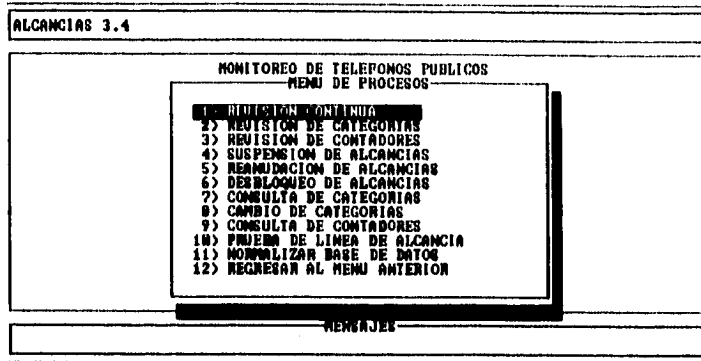 ALCANCIAS 3.4
MONITOREO DE TELEFONOS PUBLICOS
MENU DE PROCESOS
1) REVISION CONTINUA
2) REVISION DE CATEGORIAS
3) REVISION DE CONTADORES
4) SUSPENSION DE ALCANCIAS
5) REANUDACION DE ALCANCIAS
6) DESBLOQUEO DE ALCANCIAS
7) CONSULTA DE CATEGORIAS
8) CAMBIO DE CATEGORIAS
9) CONSULTA DE CONTADORES
10) PRUEBA DE LINEA DE ALCANCIA
11) NORMALIZAR BASE DE DATOS
12) REGRESAR AL MENU ANTERIOR
MENSAJES